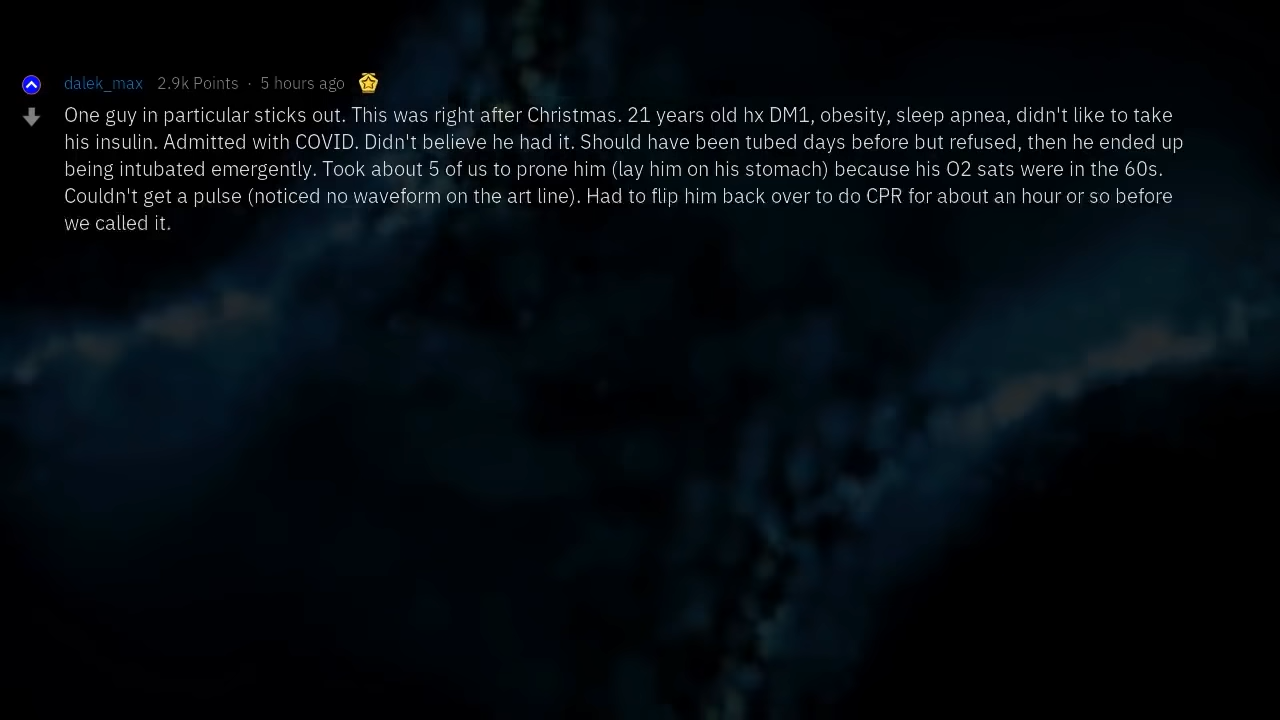 dalek_max 2.9k Points · 5 hours ago
One guy in particular sticks out. This was right after Christmas. 21 years old hx DM1, obesity, sleep apnea, didn't like to take
his insulin. Admitted with COVID. Didn't believe he had it. Should have been tubed days before but refused, then he ended up
being intubated emergently. Took about 5 of us to prone him (lay him on his stomach) because his O2 sats were in the 60s.
Couldn't get a pulse (noticed no waveform on the art line). Had to flip him back over to do CPR for about an hour or so before
we called it.